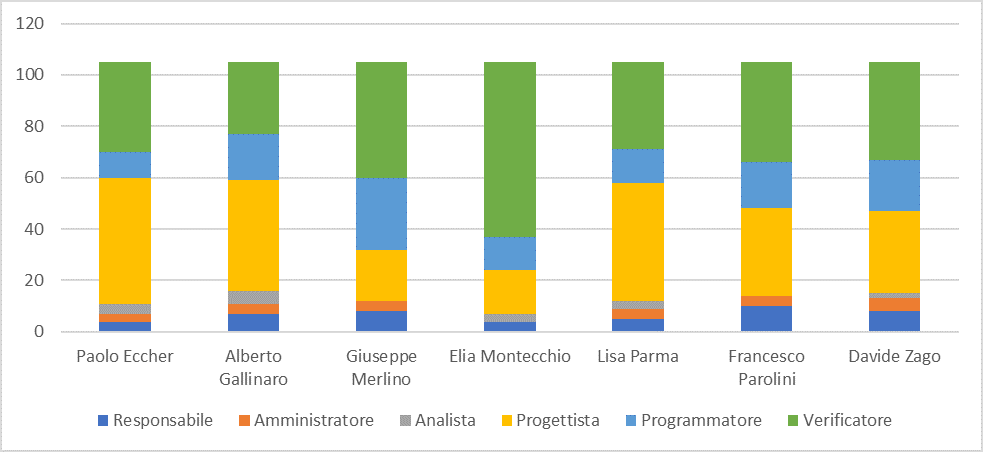 120
100
80
60
40
20
0
Paolo Eccher
Alberto
Gallinaro
Giuseppe
Merlino
Elia Montecchio
Lisa Parma
Francesco
Parolini
Davide Zago
Responsabile
Amministratore
Analista
Progettista
Programmatore
Verificatore